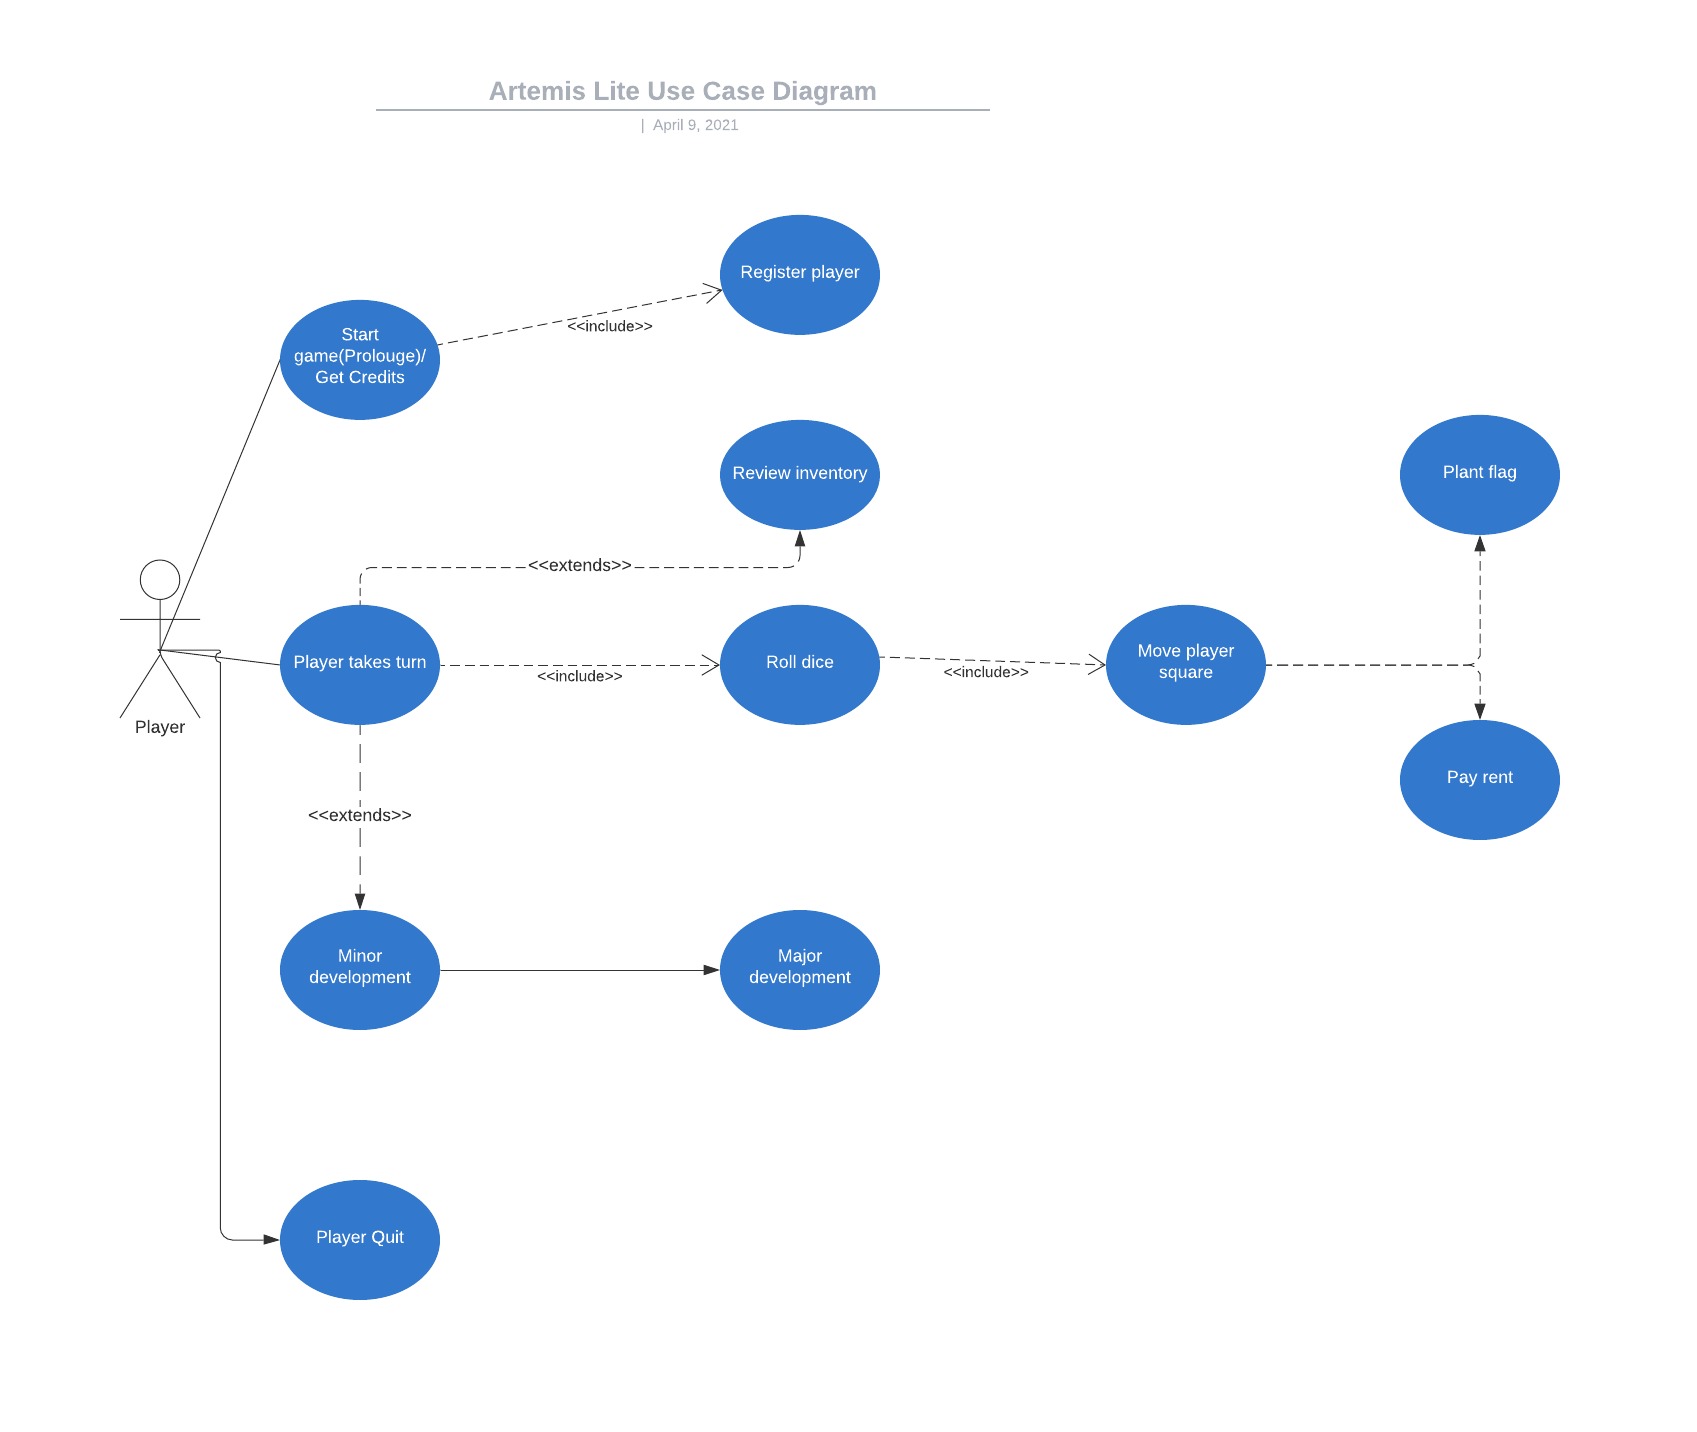 Artemis Lite Use Case Diagram
| April 9, 2021
Register player
Start
game(Prolouge)/
Get Credits
<<include>>
Review inventory
Plant flag
<<extends>>
Player takes turn
<<include>>
Roll dice
<<include>>
Move player
square
Player
Pay rent
<<extends>>
Minor
development
Major
development
Player Quit